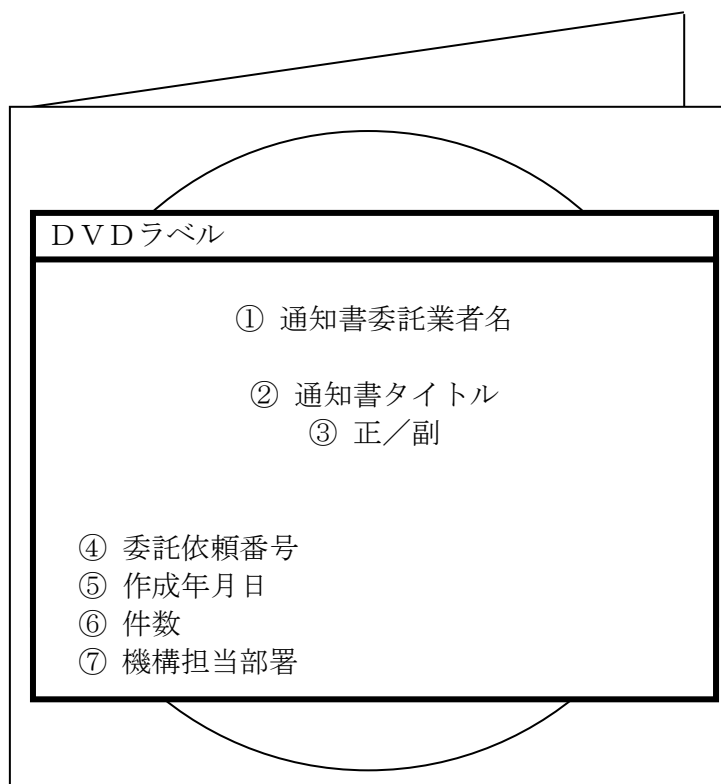 ＤＶＤラベル
① 通知書委託業者名
② 通知書タイトル
③ 正／副
④ 委託依頼番号
⑤ 作成年月日
⑥ 件数
⑦ 機構担当部署